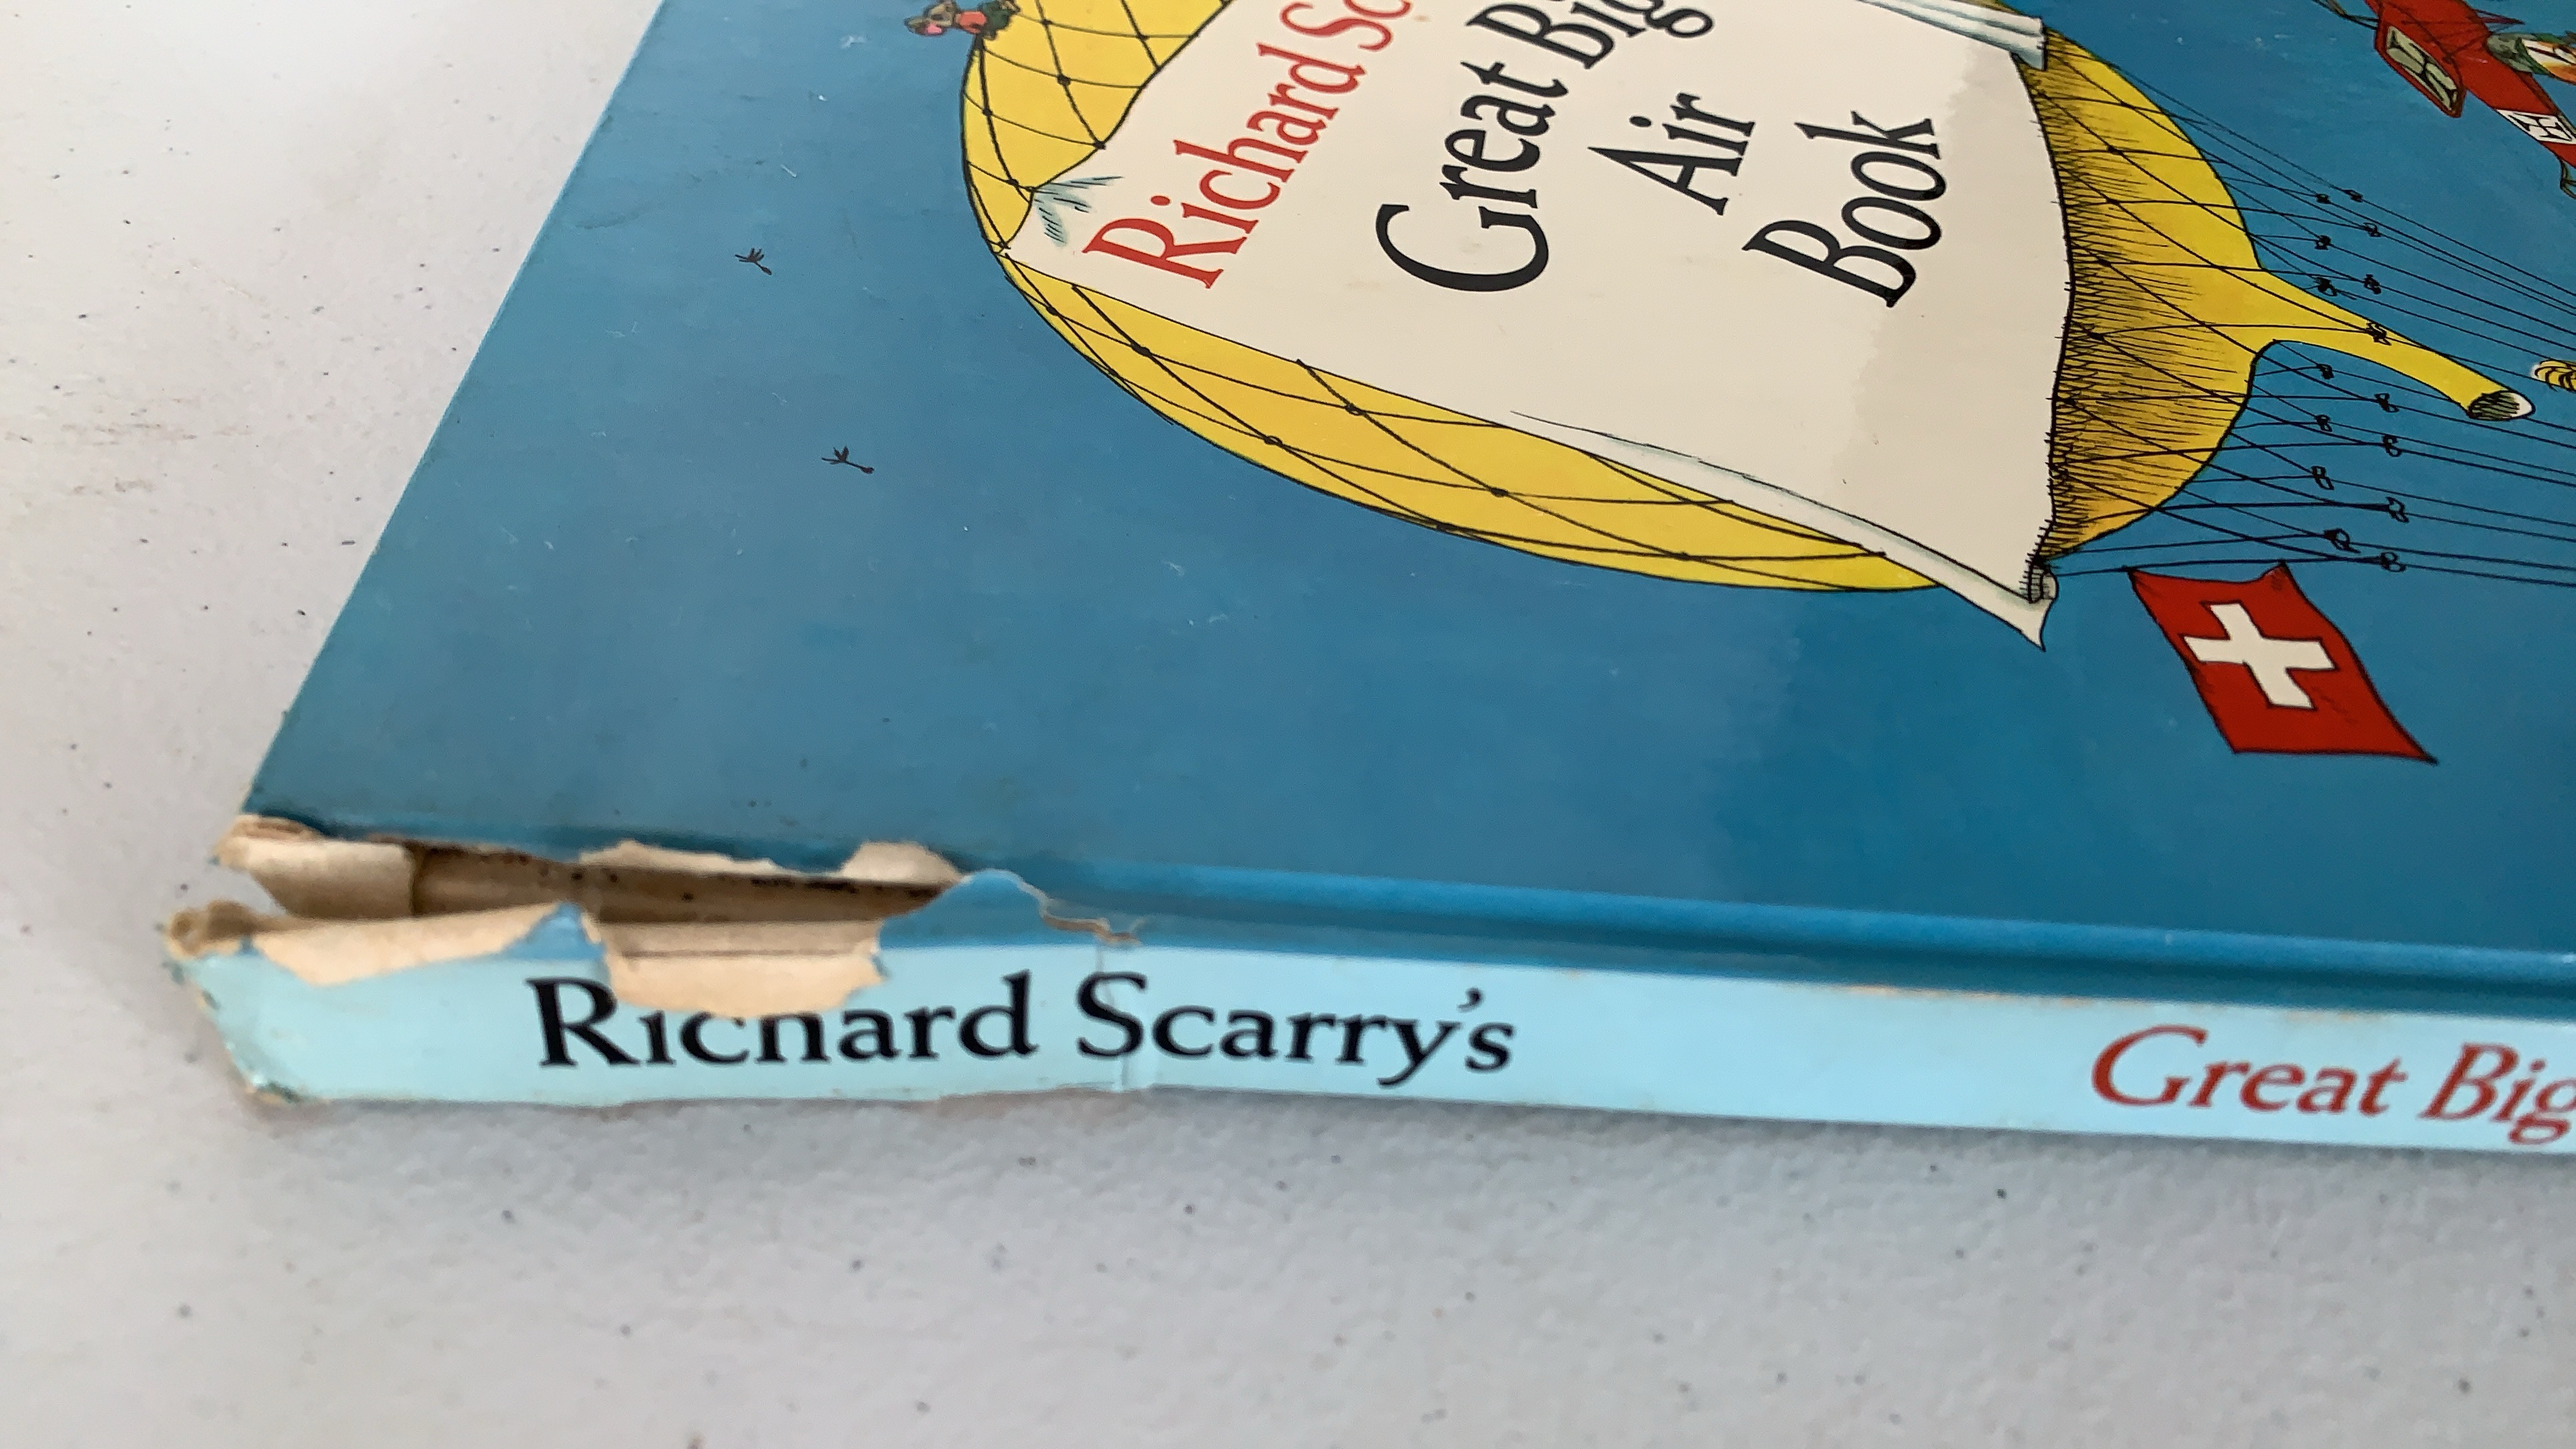 Richard Sc
Great Big
Air
Book
Richard Scarry's Great Big